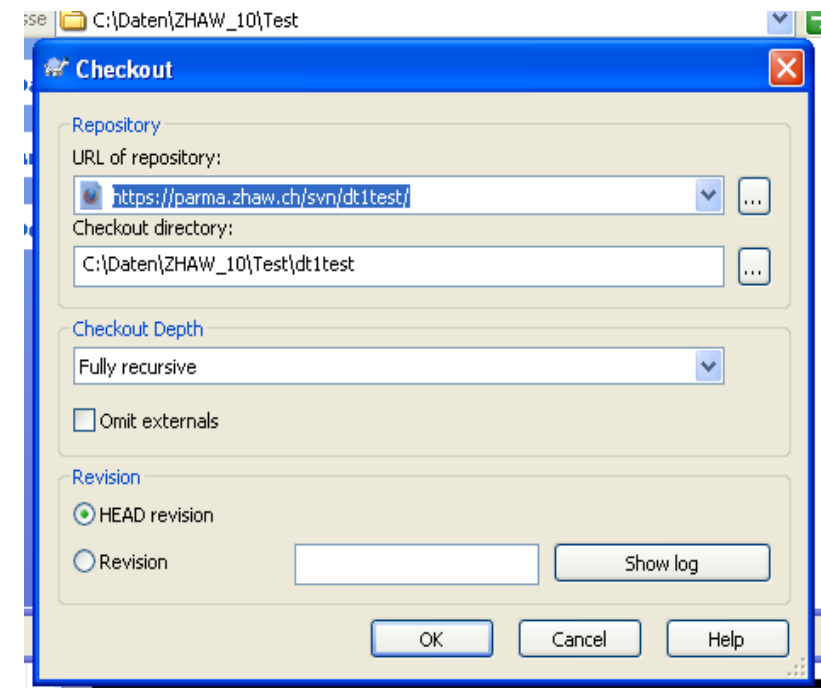 sse C:\Daten\ZHAW_10\Test
Checkout
Repository
URL of repository:
https://parma.zhaw.ch/svn/dt1test/
...
Checkout directory:
C:\Daten\ZHAW_10\Test\dt1test
...
Checkout Depth
Fully recursive
Omit externals
Revision
HEAD revision
Revision
Show log
OK Cancel Help